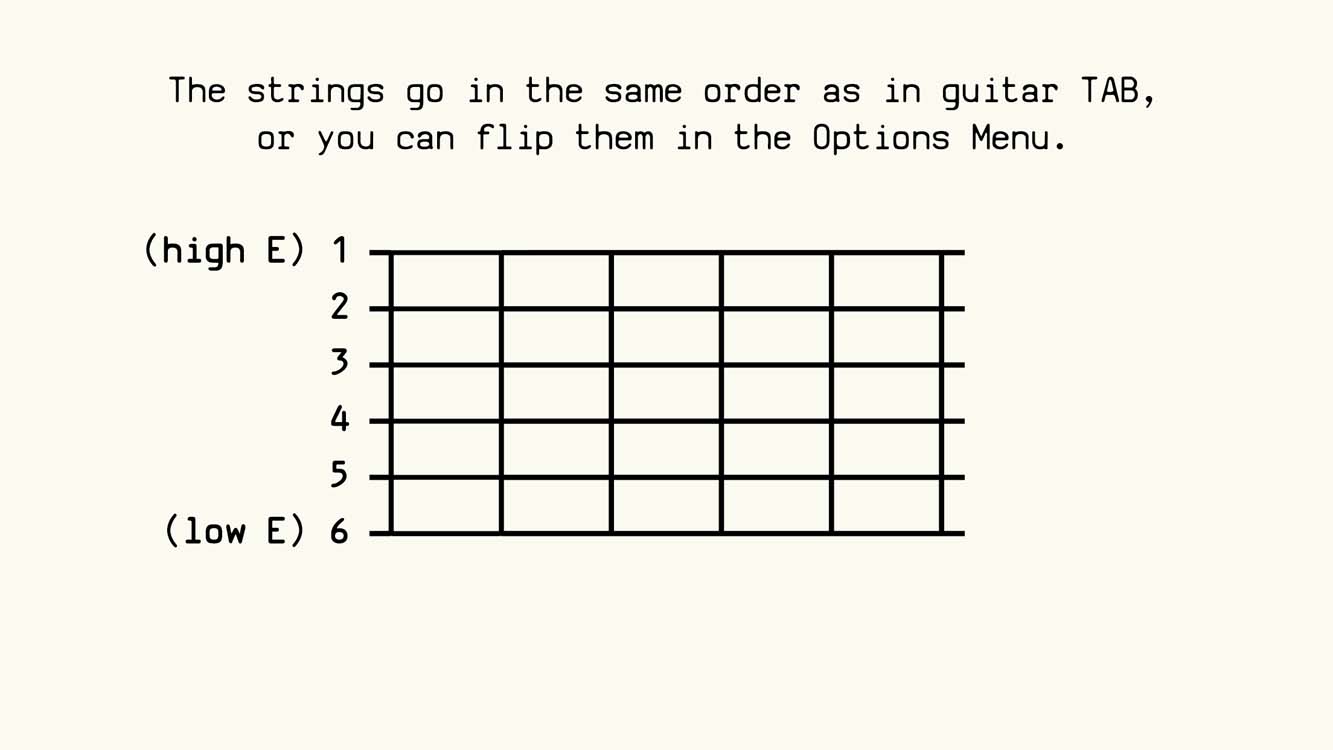 The strings go in the same order as in guitar TAB,
or you can flip them in the Options Menu.
(high E) 1
2
3
4
5
(low E) 6